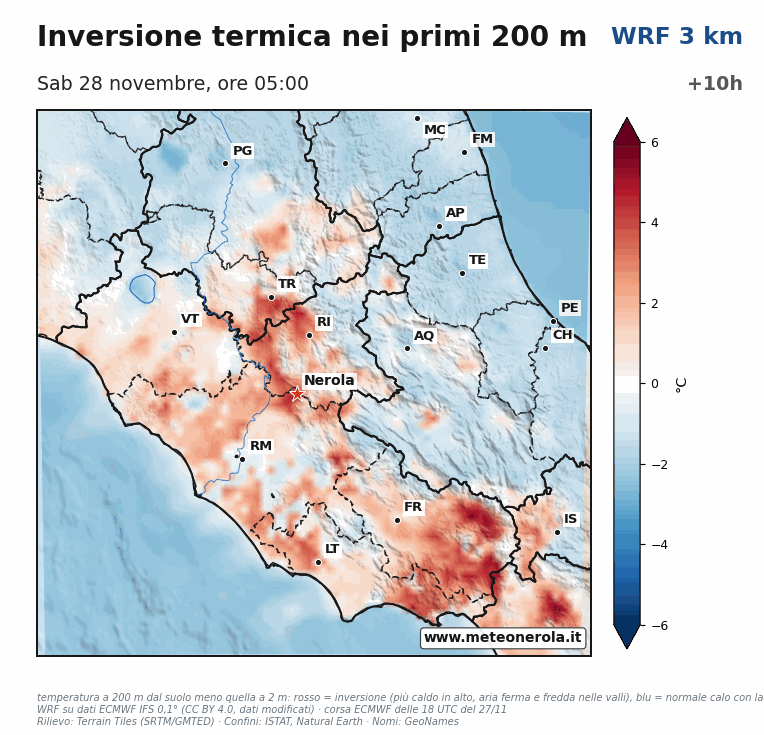 Inversione termica nei primi 200 m WRF 3 km
Sab 28 novembre, ore 05:00 +10h
MC
FM
PG
AP
TE
TR
PE
VT
RI
CH
AQ
Nerola
RM
FR
IS
LT
www.meteonerola.it
6
4
2
0
−2
−4
−6
°C
temperatura a 200 m dal suolo meno quella a 2 m: rosso = inversione (più caldo in alto, aria ferma e fredda nelle valli), blu = normale calo con la
WRF su dati ECMWF IFS 0,1° (CC BY 4.0, dati modificati) · corsa ECMWF delle 18 UTC del 27/11
Rilievo: Terrain Tiles (SRTM/GMTED) · Confini: ISTAT, Natural Earth · Nomi: GeoNames